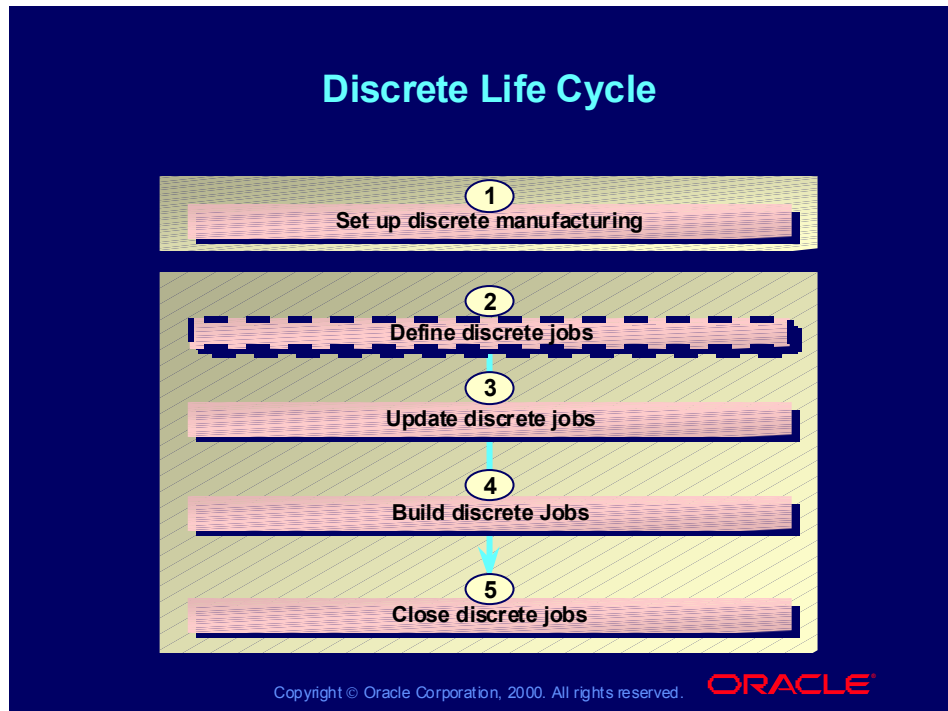 Discrete Life Cycle
1
Set up discrete manufacturing
2
Define discrete jobs
3
Update discrete jobs
4
Build discrete Jobs
5
Close discrete jobs
Copyright © Oracle Corporation, 2000. All rights reserved.
ORACLE®